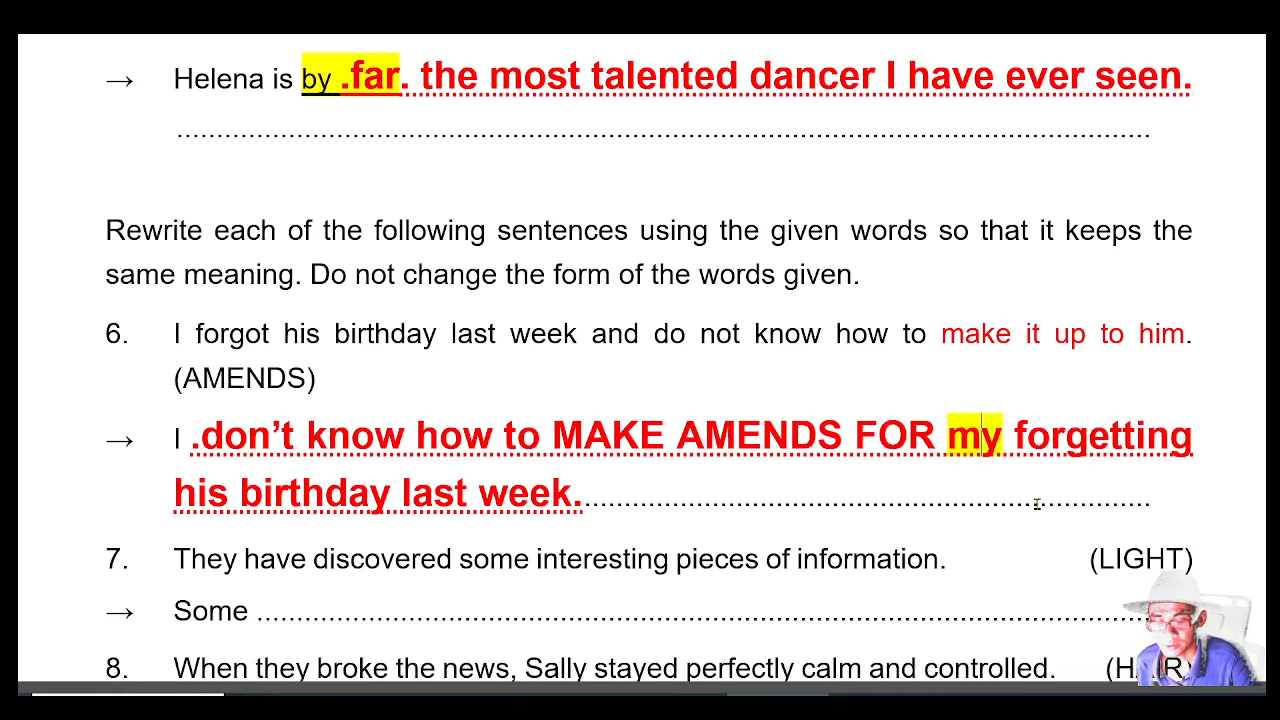 → Helena is by .far. the most talented dancer I have ever seen.
Rewrite each of the following sentences using the given words so that it keeps the
same meaning. Do not change the form of the words given.
6. I forgot his birthday last week and do not know how to make it up to him.
(AMENDS)
→ I .don’t know how to MAKE AMENDS FOR my forgetting
his birthday last week.
7. They have discovered some interesting pieces of information. (LIGHT)
→ Some
8. When they broke the news, Sally stayed perfectly calm and controlled. (HAIR)